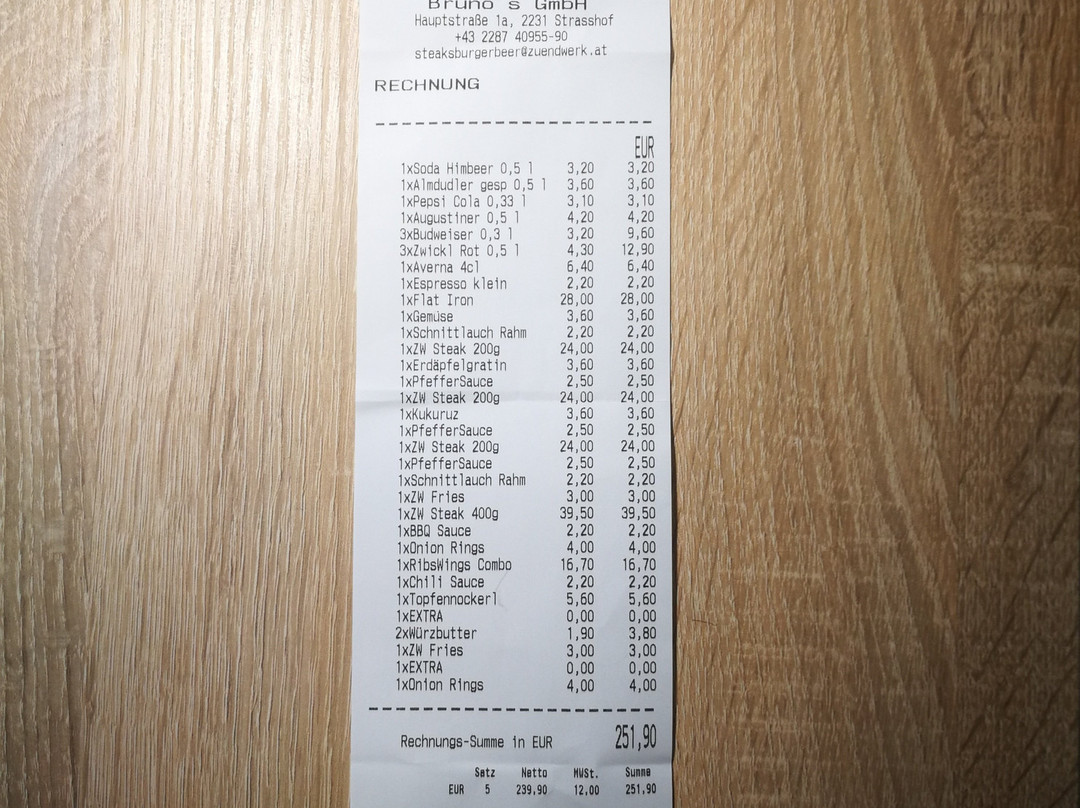 Bruno's GmbH
Hauptstraße 1a, 2231 Strasshof
+43 2287 40955-90
steaksburgerbeer@zuendwerk.at
RECHNUNG
EUR
1xSoda Himbeer 0,5 l 3,20 3,20
1xAlmdudler gesp 0,5 l 3,60 3,60
1xPepsi Cola 0,33 l 3,10 3,10
1xAugustiner 0,5 l 4,20 4,20
3xBudweiser 0,3 l 3,20 9,60
3xZwickl Rot 0,5 l 4,30 12,90
1xAverna 4cl 6,40 6,40
1xEspresso klein 2,20 2,20
1xFlat Iron 28,00 28,00
1xGemüse 3,60 3,60
1xSchnittlauch Rahm 2,20 2,20
1xZW Steak 200g 24,00 24,00
1xErdäpfelgratin 3,60 3,60
1xPfefferSauce 2,50 2,50
1xZW Steak 200g 24,00 24,00
1xKukuruz 3,60 3,60
1xPfefferSauce 2,50 2,50
1xZW Steak 200g 24,00 24,00
1xPfefferSauce 2,50 2,50
1xSchnittlauch Rahm 2,20 2,20
1xZW Fries 3,00 3,00
1xZW Steak 400g 39,50 39,50
1xBBQ Sauce 2,20 2,20
1xOnion Rings 4,00 4,00
1xRibsWings Combo 16,70 16,70
1xChili Sauce 2,20 2,20
1xTopfennockerl 5,60 5,60
1xEXTRA 0,00 0,00
2xWürzbutter 1,90 3,80
1xZW Fries 3,00 3,00
1xEXTRA 0,00 0,00
1xOnion Rings 4,00 4,00
Rechnungs-Summe in EUR 251,90
Satz Netto MWSt. Summe
EUR 5 239,90 12,00 251,90